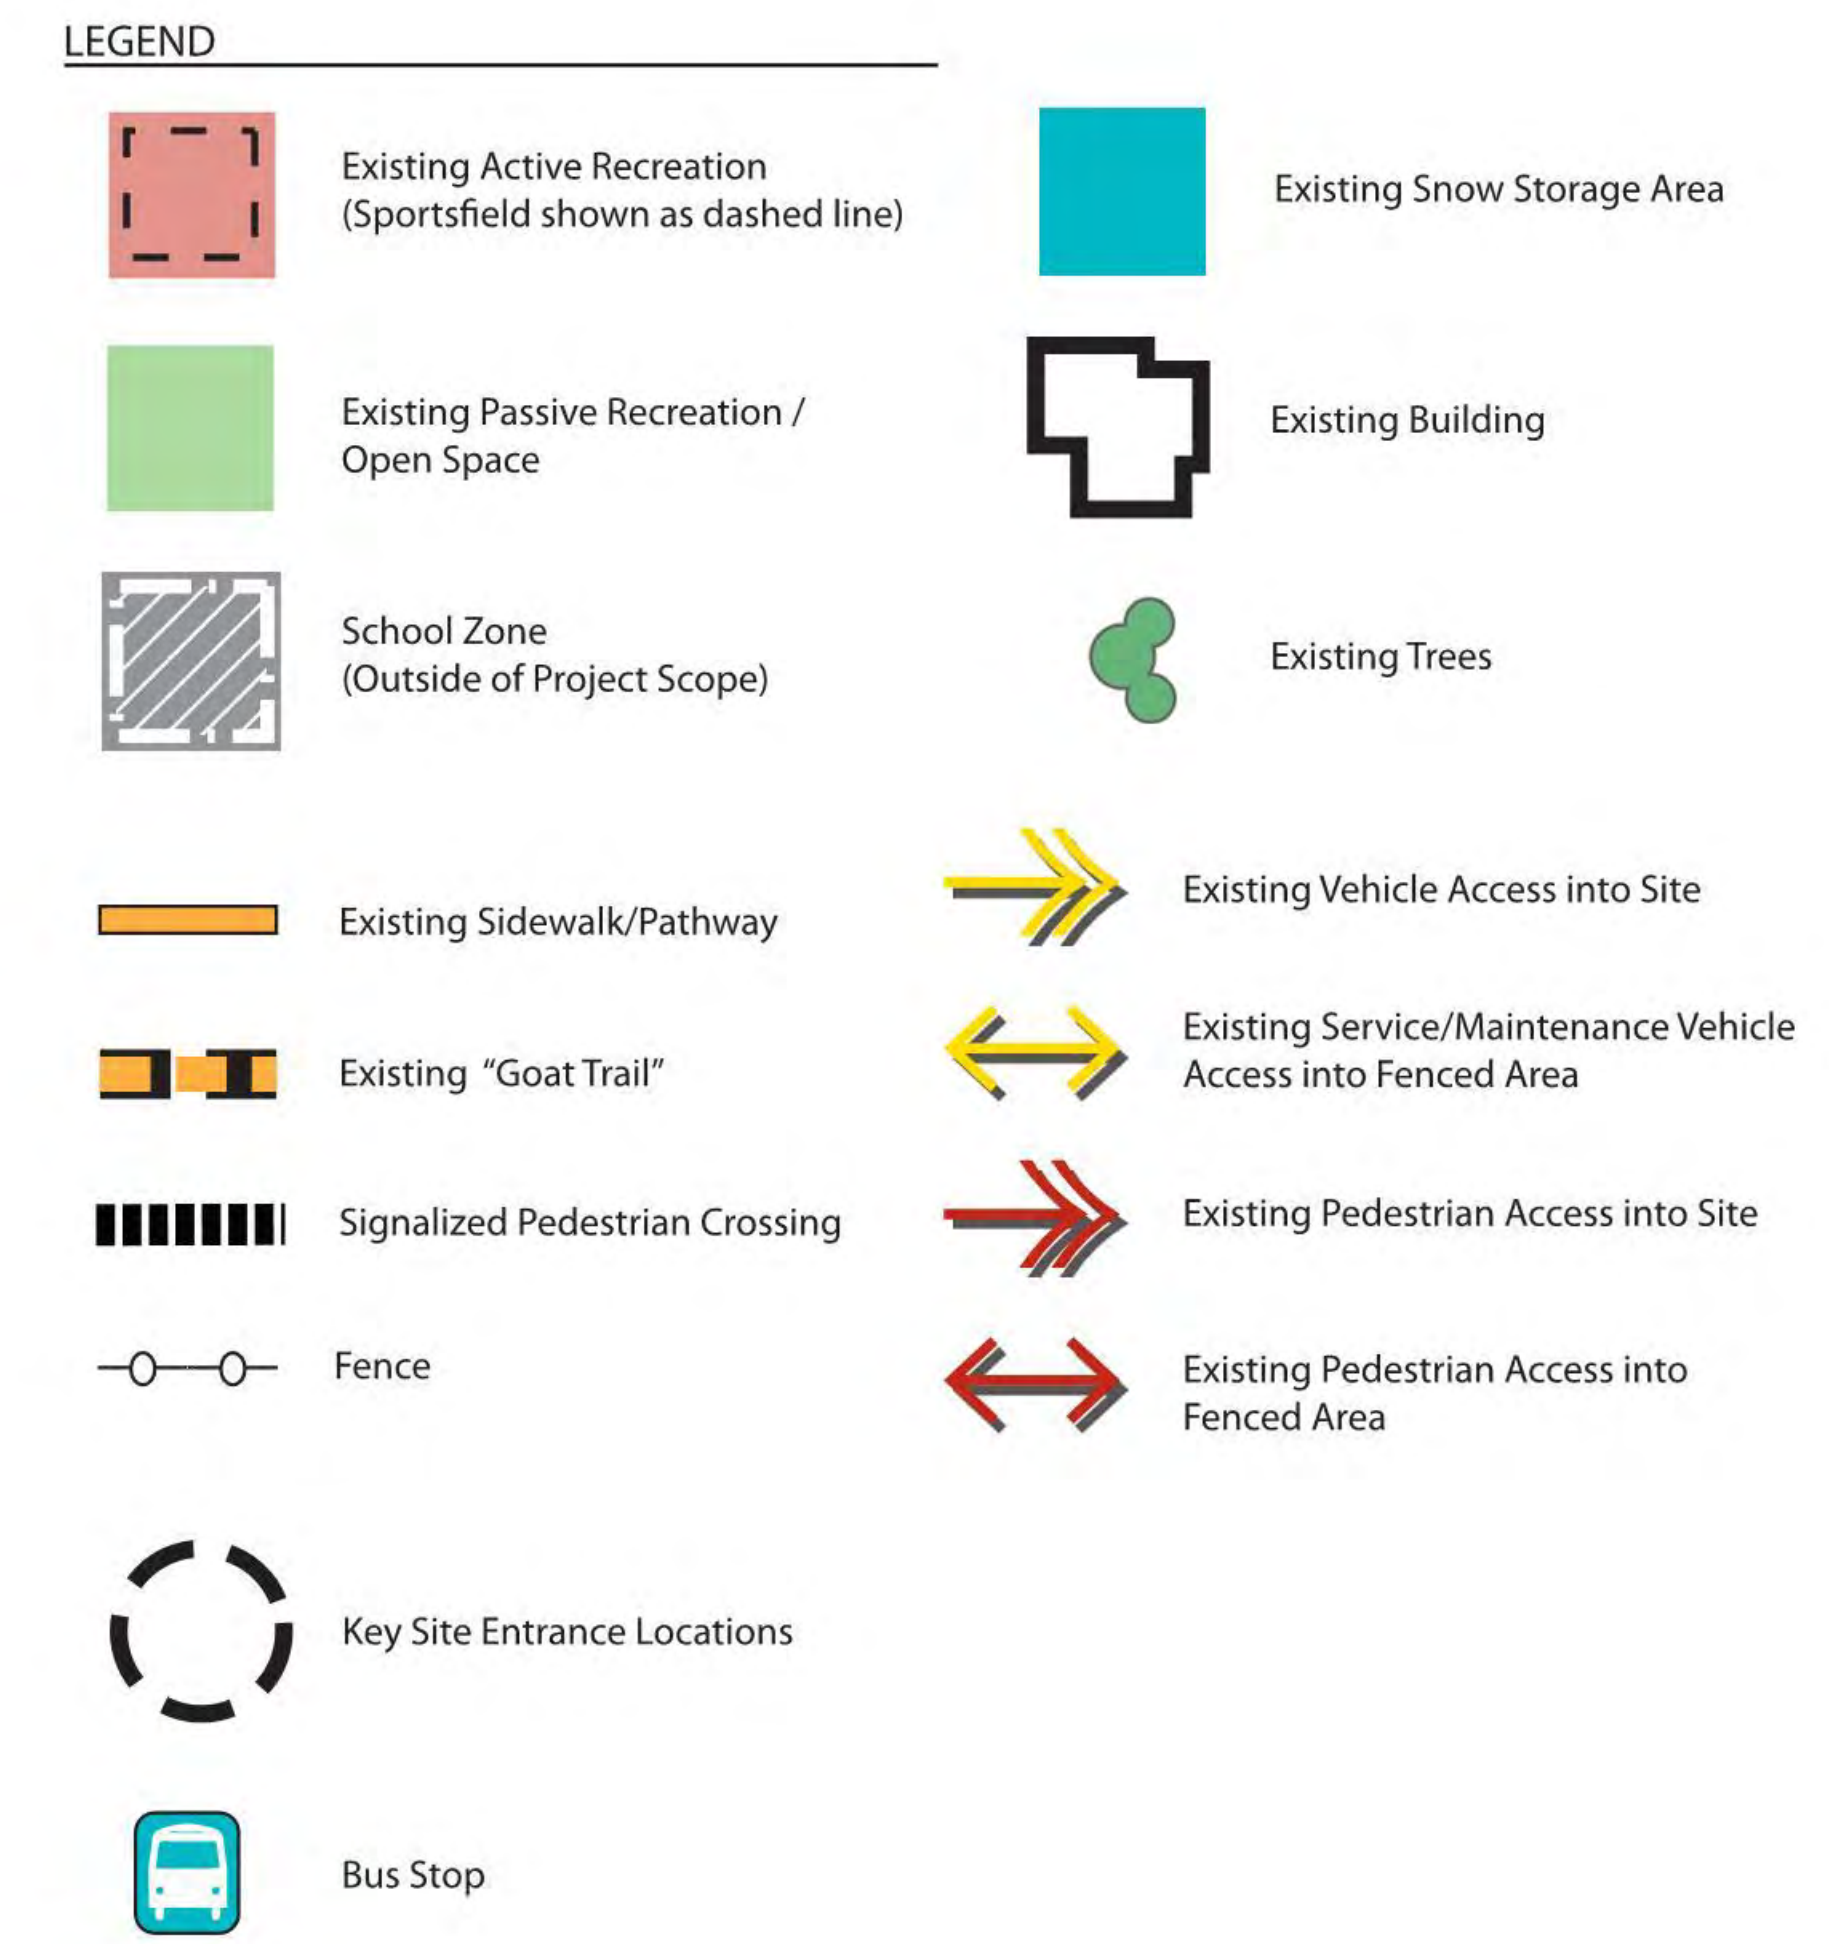 LEGEND
Existing Active Recreation
(Sportsfield shown as dashed line)
Existing Passive Recreation /
Open Space
School Zone
(Outside of Project Scope)
Existing Sidewalk/Pathway
Existing “Goat Trail”
Signalized Pedestrian Crossing
Fence
Key Site Entrance Locations
Bus Stop
Existing Snow Storage Area
Existing Building
Existing Trees
Existing Vehicle Access into Site
Existing Service/Maintenance Vehicle
Access into Fenced Area
Existing Pedestrian Access into Site
Existing Pedestrian Access into
Fenced Area